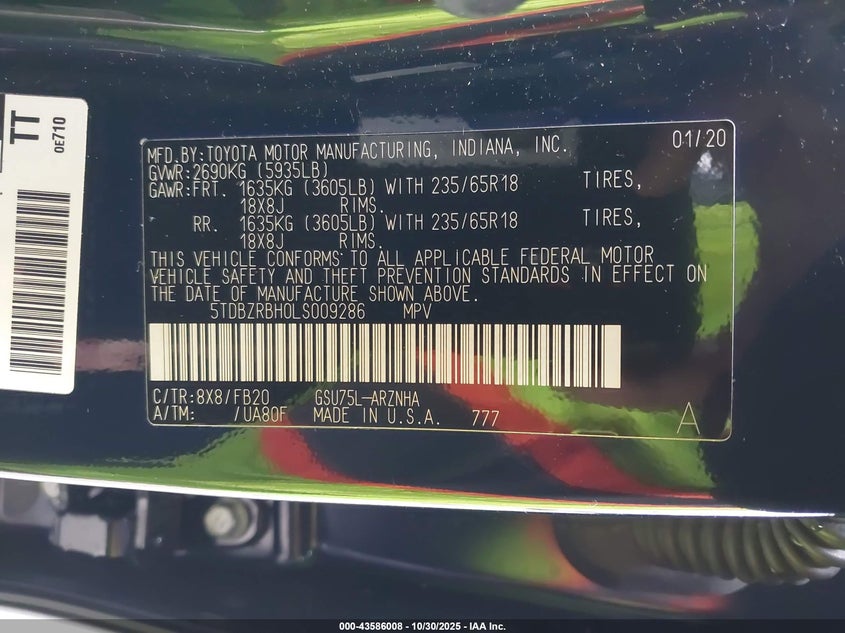 TT
0E710
MFD.BY:TOYOTA MOTOR MANUFACTURING, INDIANA, INC. 01/20
GVWR:2690KG (5935LB)
GAWR:FRT. 1635KG (3605LB) WITH 235/65R18 TIRES,
18X8J RIMS.
RR. 1635KG (3605LB) WITH 235/65R18 TIRES,
18X8J RIMS.
THIS VEHICLE CONFORMS TO ALL APPLICABLE FEDERAL MOTOR
VEHICLE SAFETY AND THEFT PREVENTION STANDARDS IN EFFECT ON
THE DATE OF MANUFACTURE SHOWN ABOVE.
5TDBZRBH0LS009286 MPV
C/TR:8X8/FB20 GSU75L-ARZNHA
A/TM: /UA80F MADE IN U.S.A. 777 A
000-43586008 - 10/30/2025 - IAA Inc.